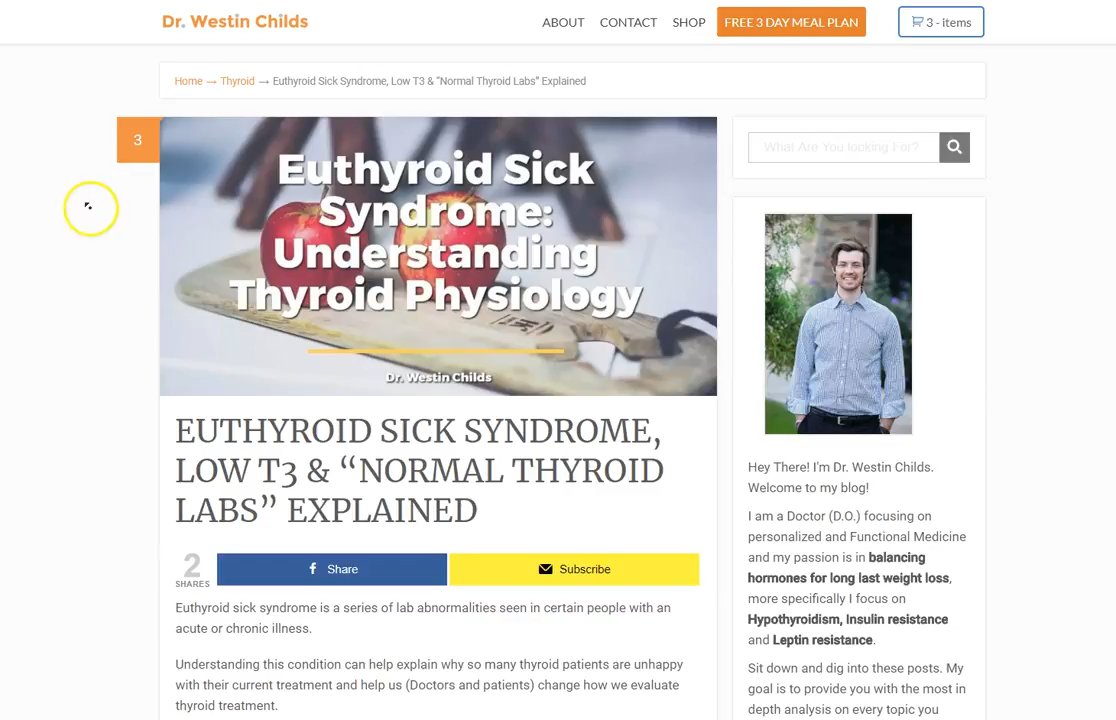 Dr. Westin Childs
ABOUT CONTACT SHOP FREE 3 DAY MEAL PLAN 3 - items
Home → Thyroid → Euthyroid Sick Syndrome, Low T3 & “Normal Thyroid Labs” Explained
3
Euthyroid Sick
Syndrome:
Understanding
Thyroid Physiology
Dr. Westin Childs
EUTHYROID SICK SYNDROME,
LOW T3 & “NORMAL THYROID
LABS” EXPLAINED
2
SHARES
Share
Subscribe
Euthyroid sick syndrome is a series of lab abnormalities seen in certain people with an
acute or chronic illness.
Understanding this condition can help explain why so many thyroid patients are unhappy
with their current treatment and help us (Doctors and patients) change how we evaluate
thyroid treatment.
What Are You looking For?
Hey There! I'm Dr. Westin Childs.
Welcome to my blog!
I am a Doctor (D.O.) focusing on
personalized and Functional Medicine
and my passion is in balancing
hormones for long last weight loss,
more specifically I focus on
Hypothyroidism, Insulin resistance
and Leptin resistance.
Sit down and dig into these posts. My
goal is to provide you with the most in
depth analysis on every topic you